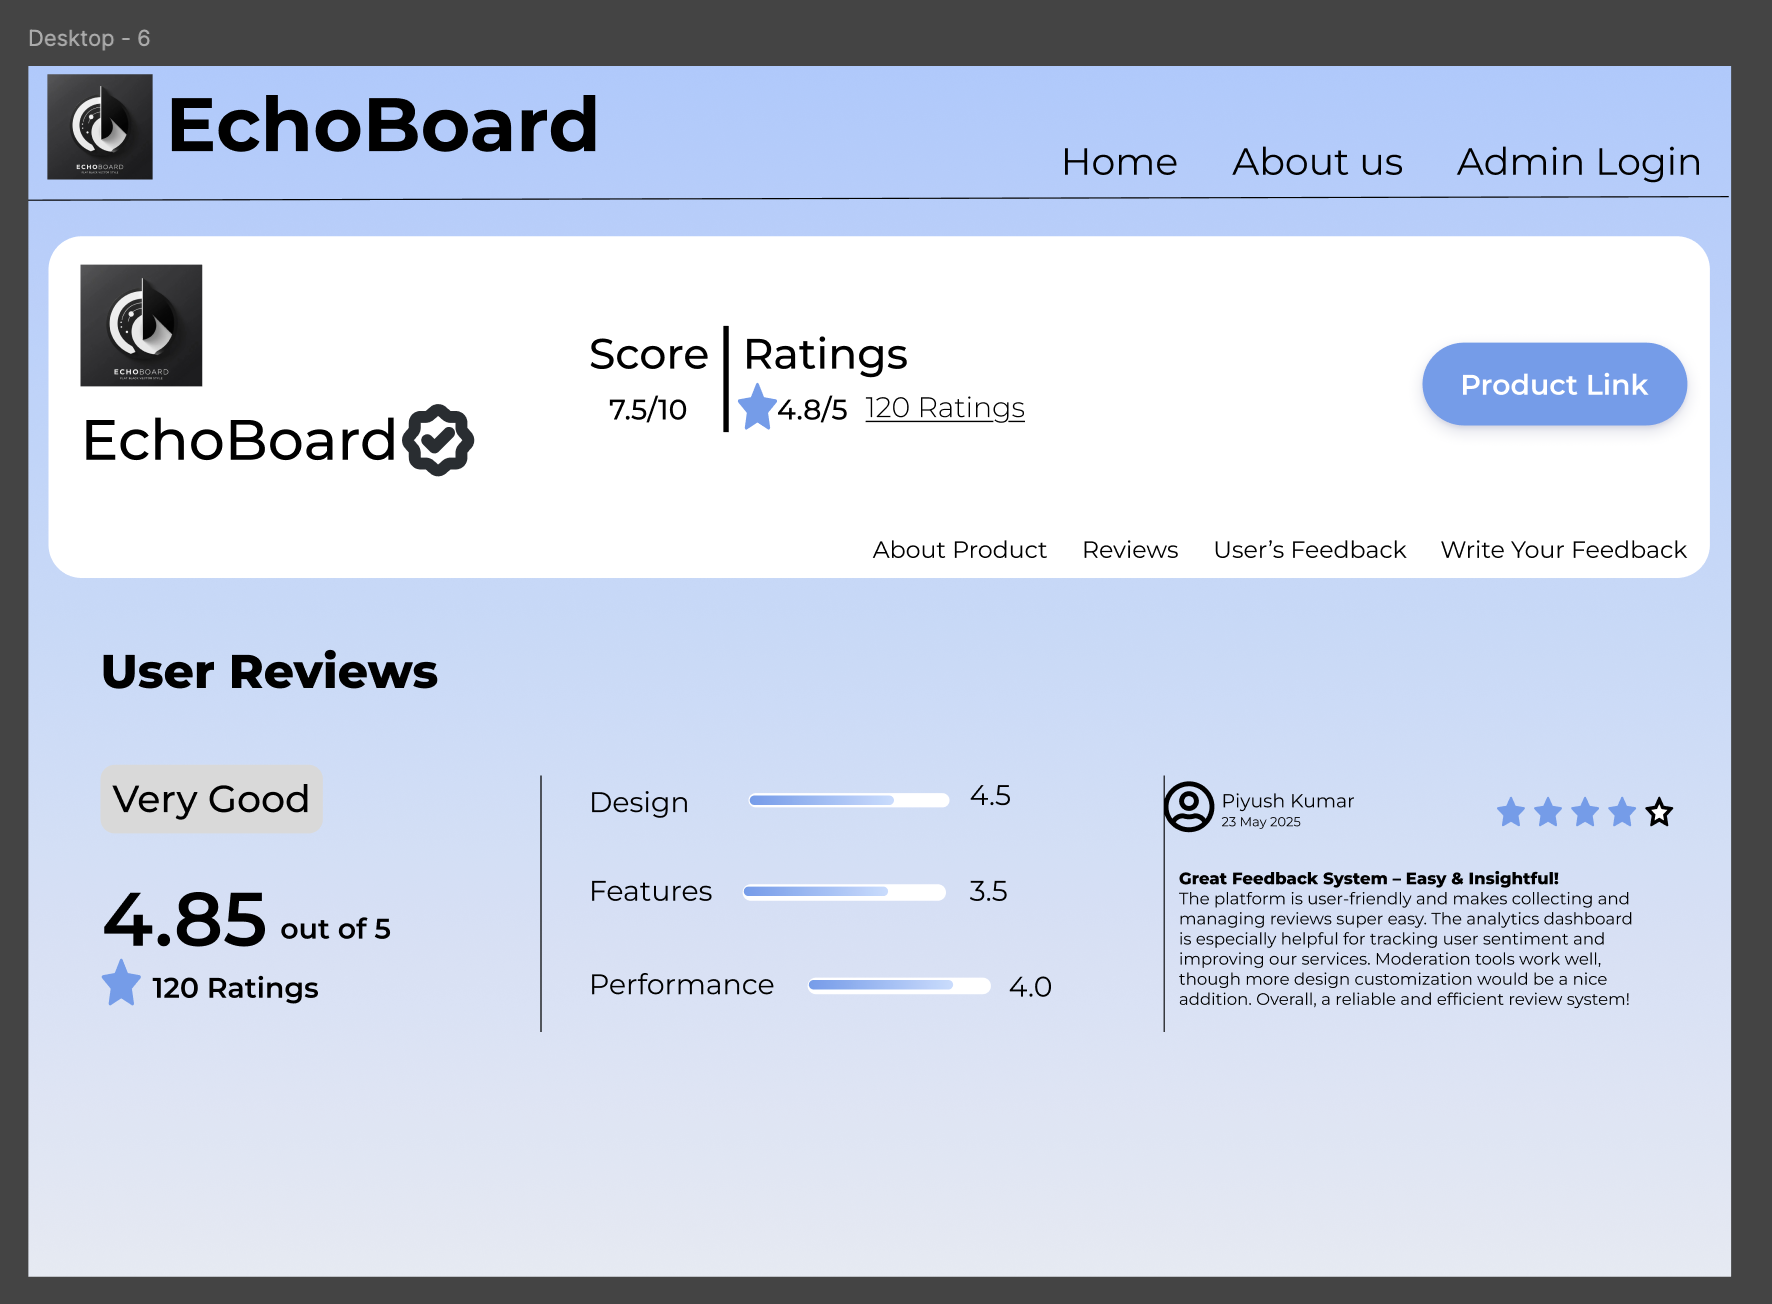 Desktop - 6
ECHOBOARD
EchoBoard
Home About us Admin Login
ECHOBOARD
FLAT BLACK VECTOR STYLE
EchoBoard
Score Ratings
7.5/10 4.8/5 120 Ratings
Product Link
About Product Reviews User’s Feedback Write Your Feedback
User Reviews
Very Good
4.85 out of 5
120 Ratings
Design 4.5
Features 3.5
Performance 4.0
Piyush Kumar
23 May 2025
Great Feedback System – Easy & Insightful!
The platform is user-friendly and makes collecting and
managing reviews super easy. The analytics dashboard
is especially helpful for tracking user sentiment and
improving our services. Moderation tools work well,
though more design customization would be a nice
addition. Overall, a reliable and efficient review system!